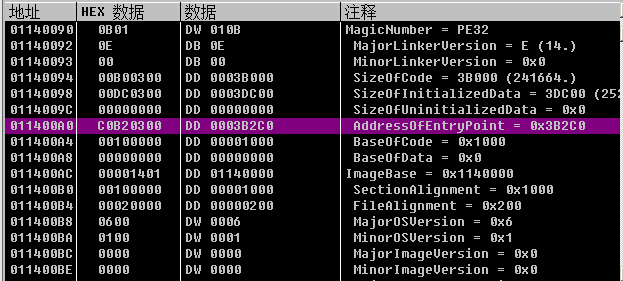 地址 HEX 数据 数据 注释
01140090 0B01 DW 010B MagicNumber = PE32
01140092 0E DB 0E MajorLinkerVersion = E (14.)
01140093 00 DB 00 MinorLinkerVersion = 0x0
01140094 00B00300 DD 0003B000 SizeOfCode = 3B000 (241664.)
01140098 00DC0300 DD 0003DC00 SizeOfInitializedData = 3DC00 (252
0114009C 00000000 DD 00000000 SizeOfUninitializedData = 0x0
011400A0 C0B20300 DD 0003B2C0 AddressOfEntryPoint = 0x3B2C0
011400A4 00100000 DD 00001000 BaseOfCode = 0x1000
011400A8 00000000 DD 00000000 BaseOfData = 0x0
011400AC 00001401 DD 01140000 ImageBase = 0x1140000
011400B0 00100000 DD 00001000 SectionAlignment = 0x1000
011400B4 00020000 DD 00000200 FileAlignment = 0x200
011400B8 0600 DW 0006 MajorOSVersion = 0x6
011400BA 0100 DW 0001 MinorOSVersion = 0x1
011400BC 0000 DW 0000 MajorImageVersion = 0x0
011400BE 0000 DW 0000 MinorImageVersion = 0x0